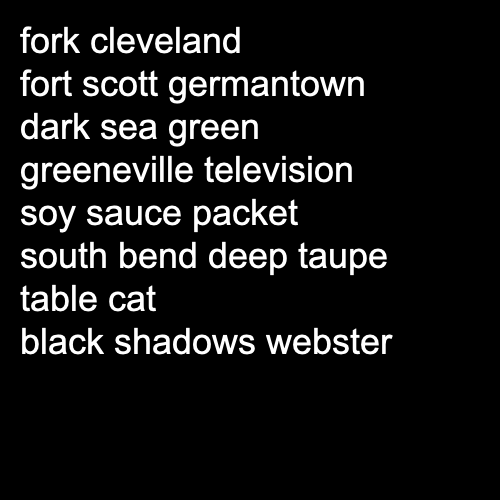 fork cleveland
fort scott germantown
dark sea green
greeneville television
soy sauce packet
south bend deep taupe
table cat
black shadows webster